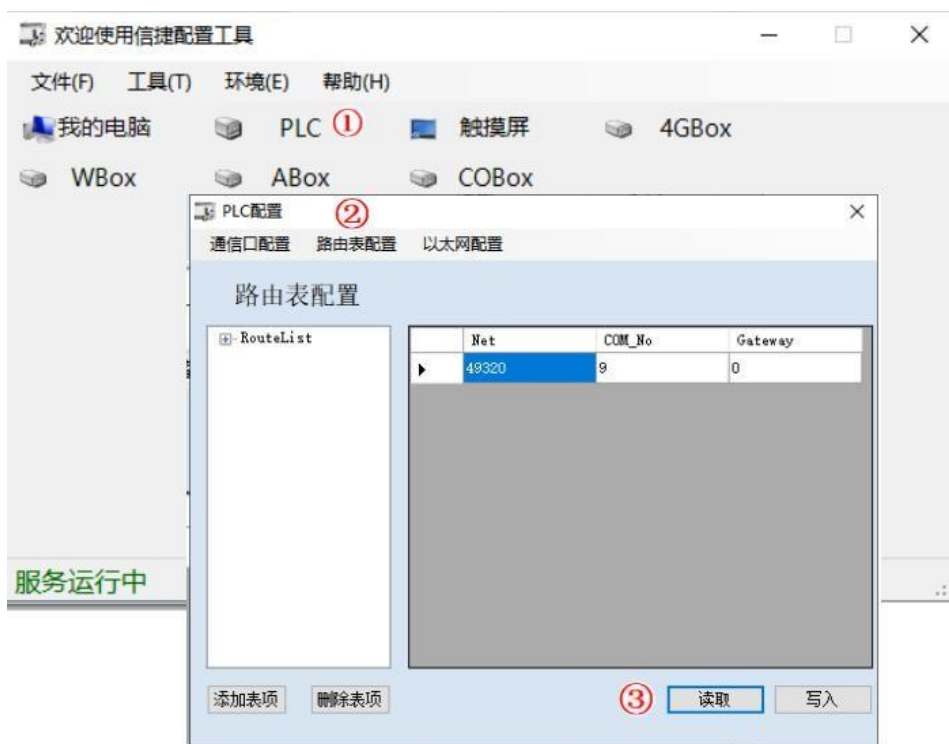 欢迎使用信捷配置工具
文件(F) 工具(T) 环境(E) 帮助(H)
我的电脑 PLC ① 触摸屏 4GBox
WBox ABox COBox
PLC配置 ②
通信口配置 路由表配置 以太网配置
路由表配置
RouteList
Net COM_No Gateway
49320 9 0
服务运行中
添加表项 删除表项 ③ 读取 写入